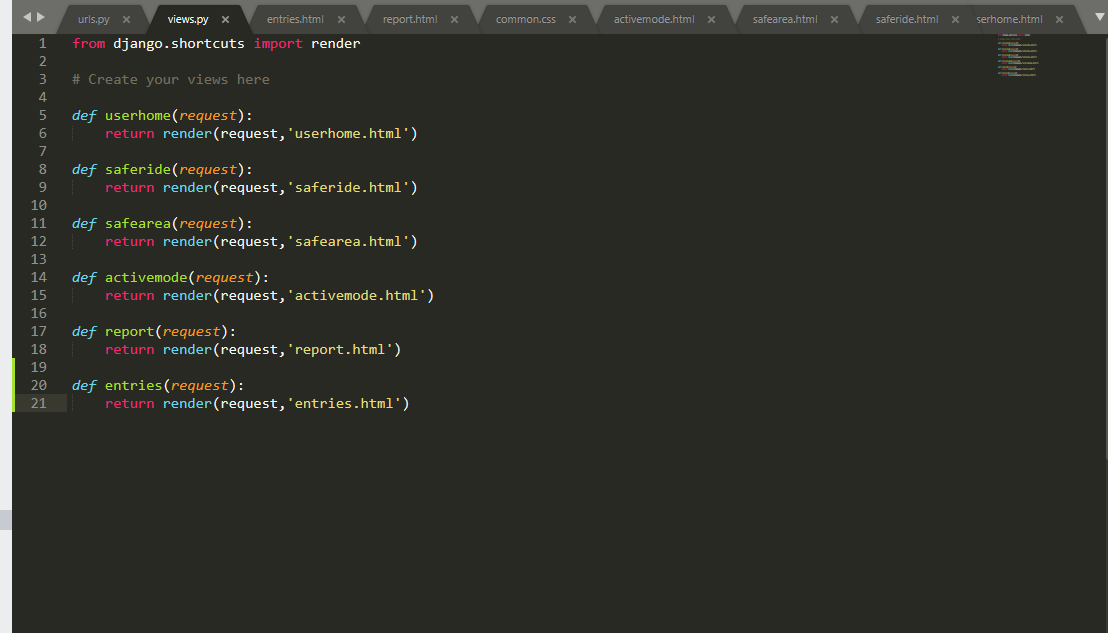 urls.py × views.py × entries.html × report.html × common.css × activemode.html × safearea.html × saferide.html × serhome.html ×
1 from django.shortcuts import render
2
3 # Create your views here
4
5 def userhome(request):
6 return render(request,'userhome.html')
7
8 def saferide(request):
9 return render(request,'saferide.html')
10
11 def safearea(request):
12 return render(request,'safearea.html')
13
14 def activemode(request):
15 return render(request,'activemode.html')
16
17 def report(request):
18 return render(request,'report.html')
19
20 def entries(request):
21 return render(request,'entries.html')